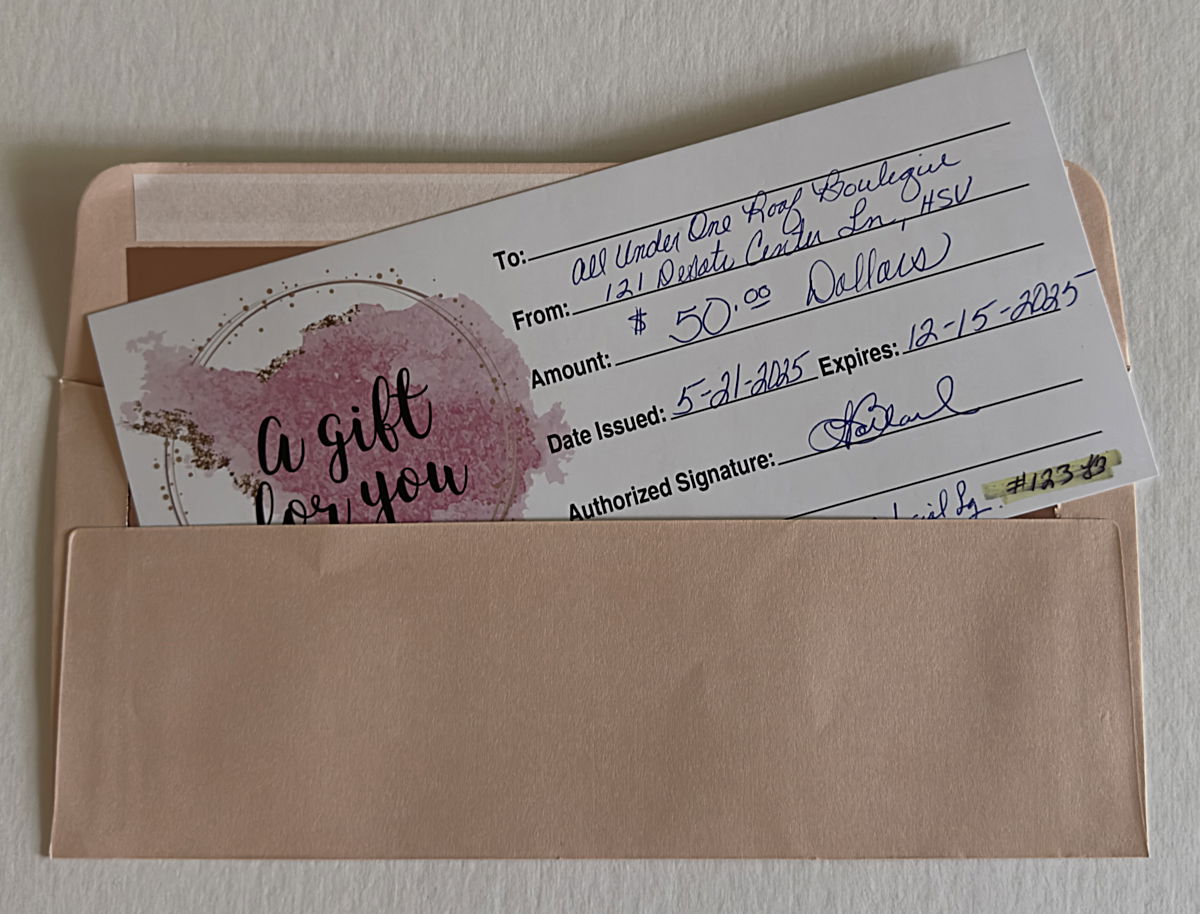 A gift
for you
To:
From: All Under One Roof Boutique
121 Center Ln., HSV
Amount: $ 50.00 Dollars
Date Issued: 5-21-2025 Expires: 12-15-2025
Authorized Signature:
#123